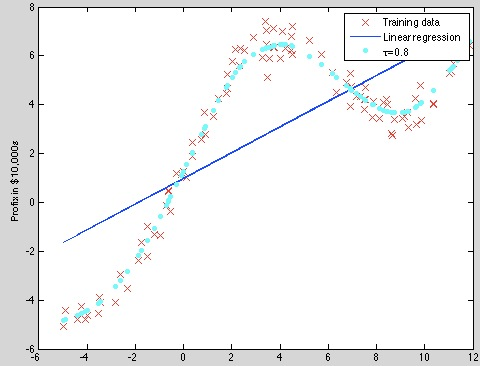 8
6
4
2
0
-2
-4
-6
Profits in $10,000s
Training data
Linear regression
τ=0.8
-6 -4 -2 0 2 4 6 8 10 12